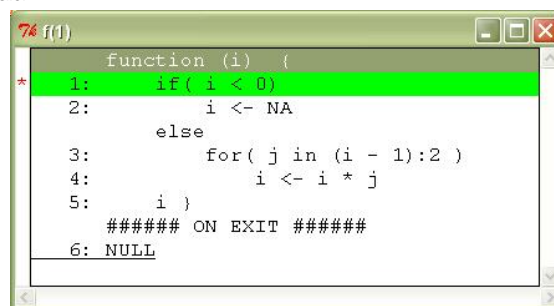 76 f(1)
function (i) {
* 1: if( i < 0)
2: i <- NA
else
3: for( j in (i - 1):2 )
4: i <- i * j
5: i }
###### ON EXIT ######
6: NULL